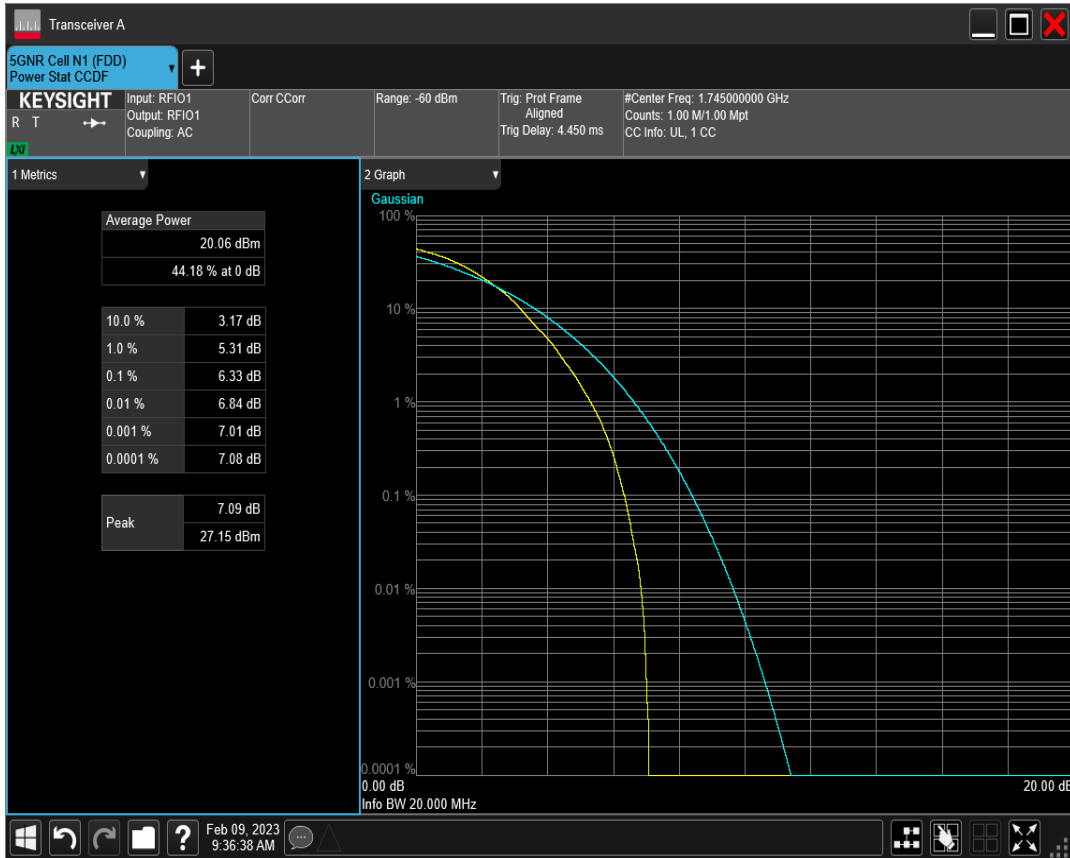 Transceiver A
5GNR Cell N1 (FDD)
Power Stat CCDF
+
KEYSIGHT
R T
LXI
Input: RFIO1
Output: RFIO1
Coupling: AC
Corr CCorr
Range: -60 dBm
Trig: Prot Frame
Aligned
Trig Delay: 4.450 ms
#Center Freq: 1.745000000 GHz
Counts: 1.00 M/1.00 Mpt
CC Info: UL, 1 CC
1 Metrics
Average Power
20.06 dBm
44.18 % at 0 dB
10.0 % 3.17 dB
1.0 % 5.31 dB
0.1 % 6.33 dB
0.01 % 6.84 dB
0.001 % 7.01 dB
0.0001 % 7.08 dB
Peak
7.09 dB
27.15 dBm
2 Graph
Gaussian
100 %
10 %
1 %
0.1 %
0.01 %
0.001 %
0.0001 %
0.00 dB 20.00 dB
Info BW 20.000 MHz
?
Feb 09, 2023
9:36:38 AM